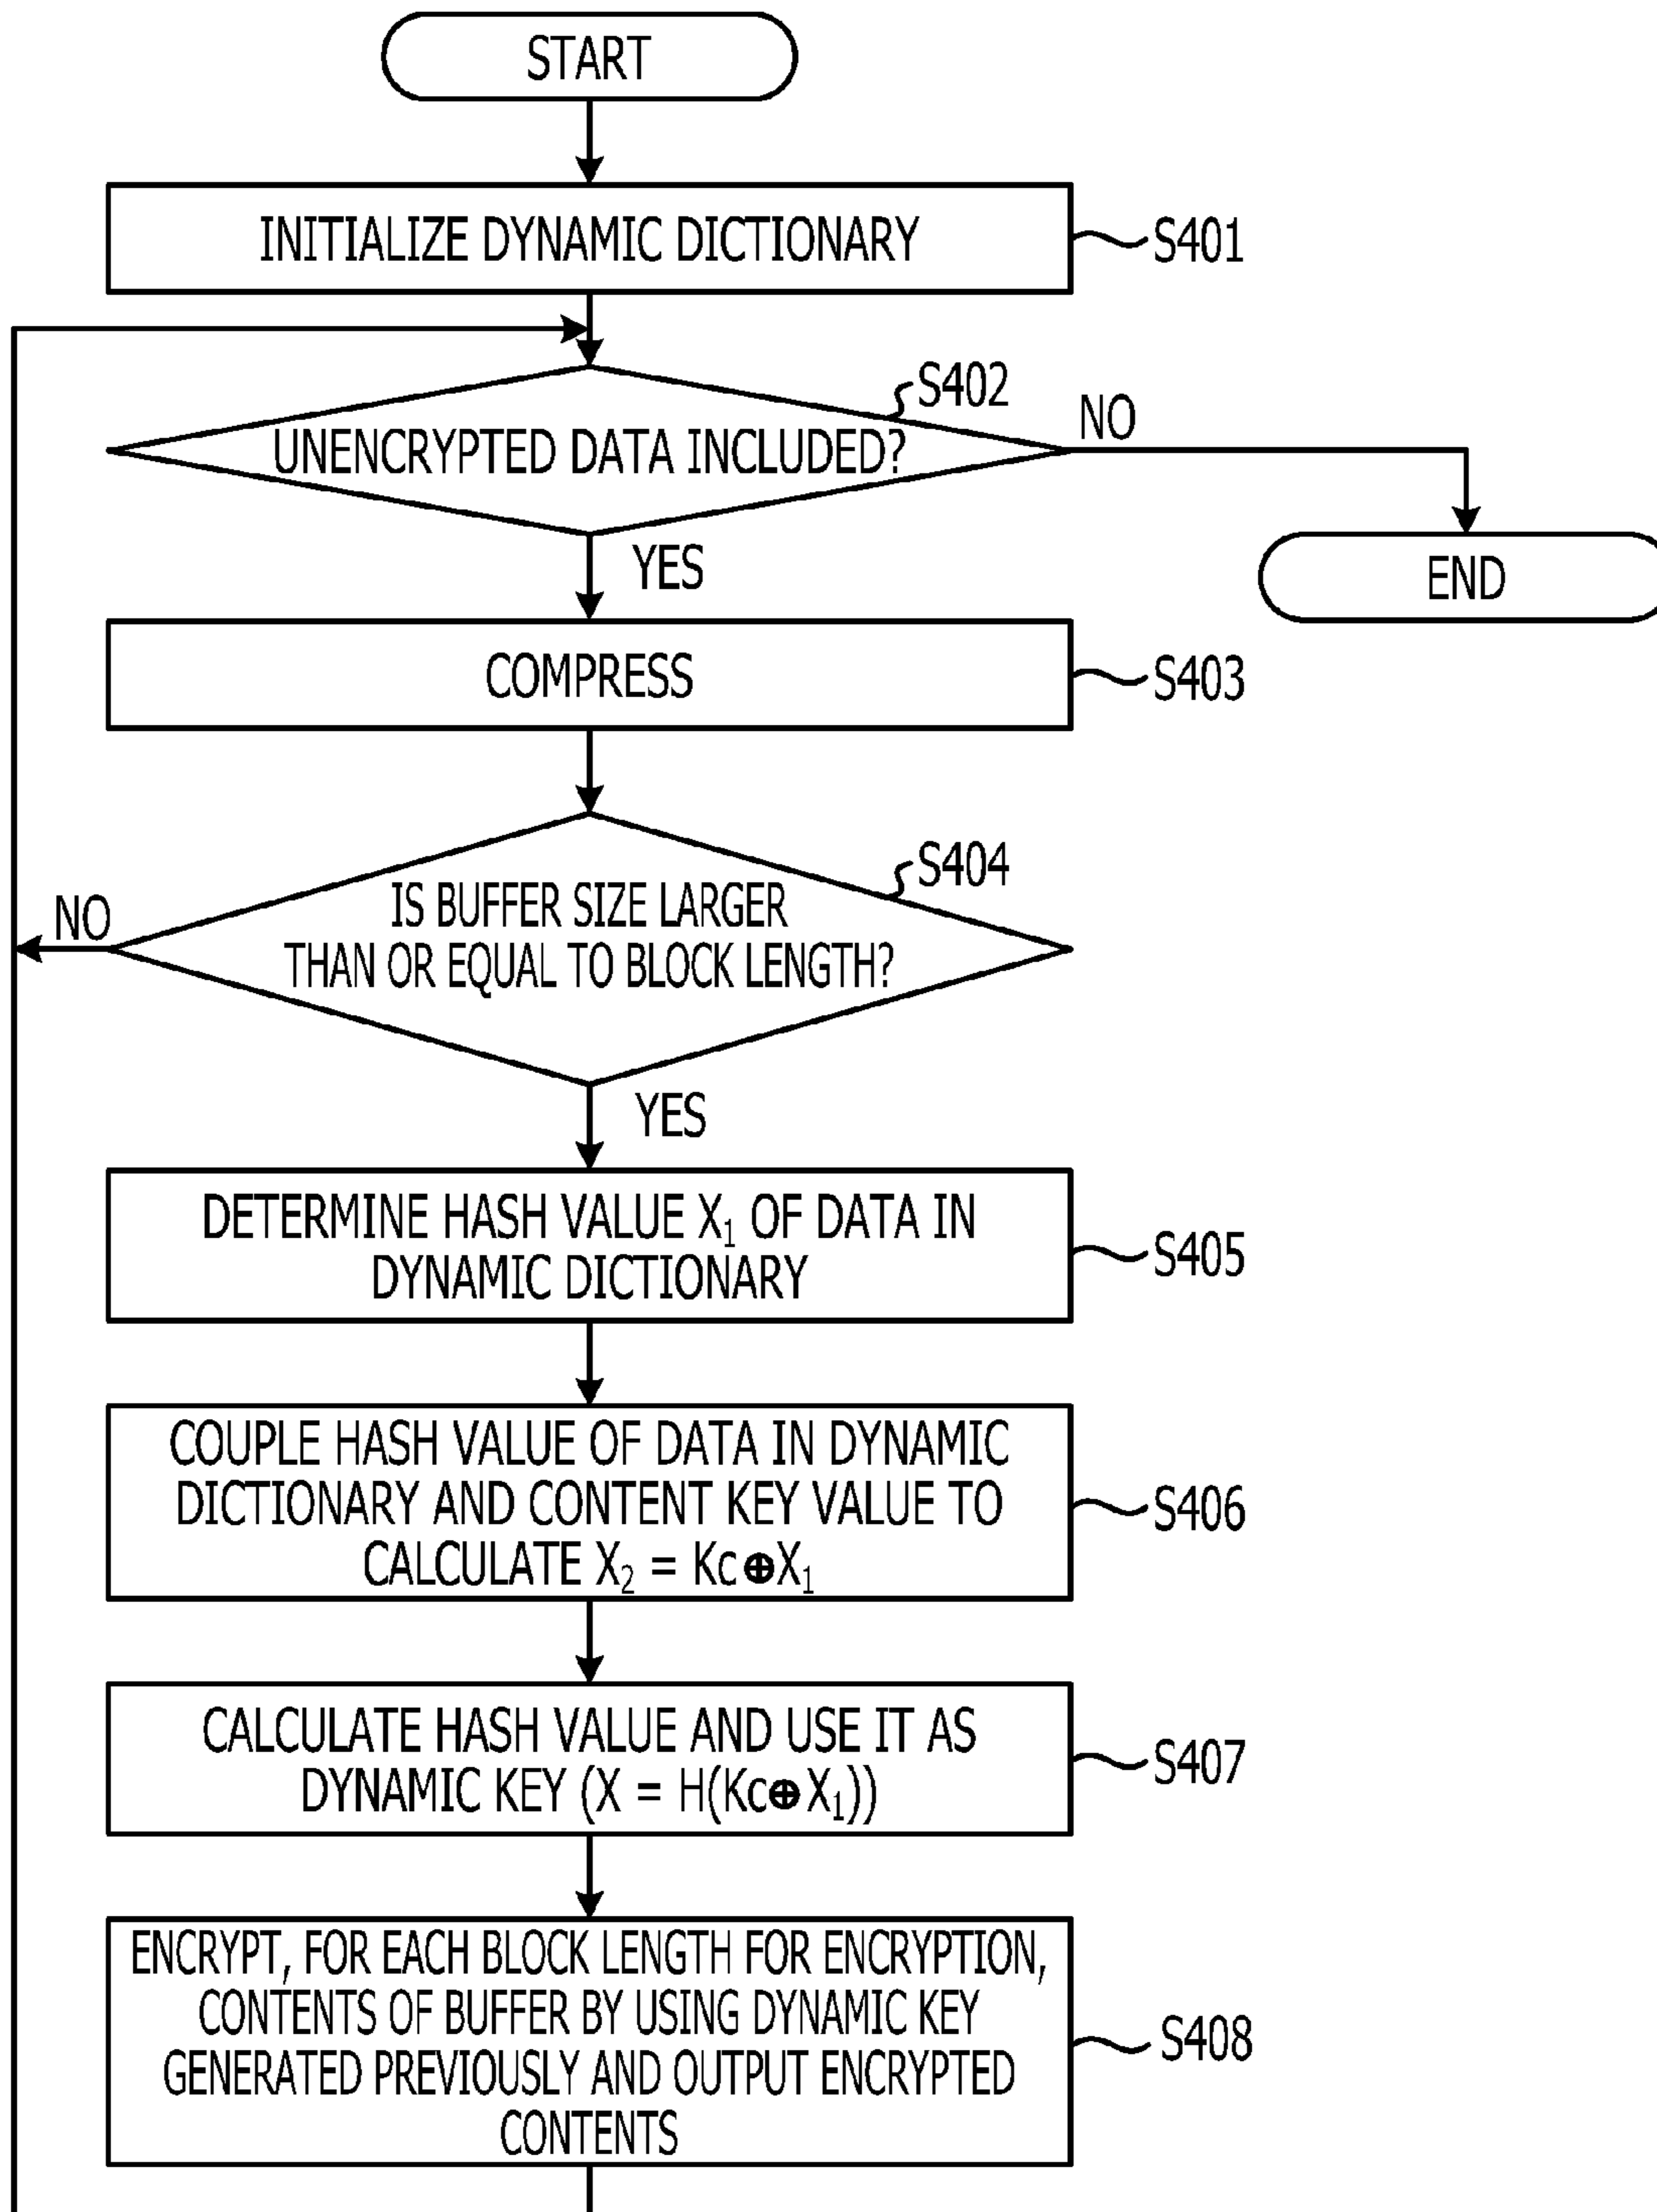 START
INITIALIZE DYNAMIC DICTIONARY
S401
S402
NO
UNENCRYPTED DATA INCLUDED?
YES
END
COMPRESS
S403
S404
NO
IS BUFFER SIZE LARGER
THAN OR EQUAL TO BLOCK LENGTH?
YES
DETERMINE HASH VALUE X₁ OF DATA IN
DYNAMIC DICTIONARY
S405
COUPLE HASH VALUE OF DATA IN DYNAMIC
DICTIONARY AND CONTENT KEY VALUE TO
CALCULATE X₂ = Kc⊕X₁
S406
CALCULATE HASH VALUE AND USE IT AS
DYNAMIC KEY (X = H(Kc⊕X₁))
S407
ENCRYPT, FOR EACH BLOCK LENGTH FOR ENCRYPTION,
CONTENTS OF BUFFER BY USING DYNAMIC KEY
GENERATED PREVIOUSLY AND OUTPUT ENCRYPTED
CONTENTS
S408